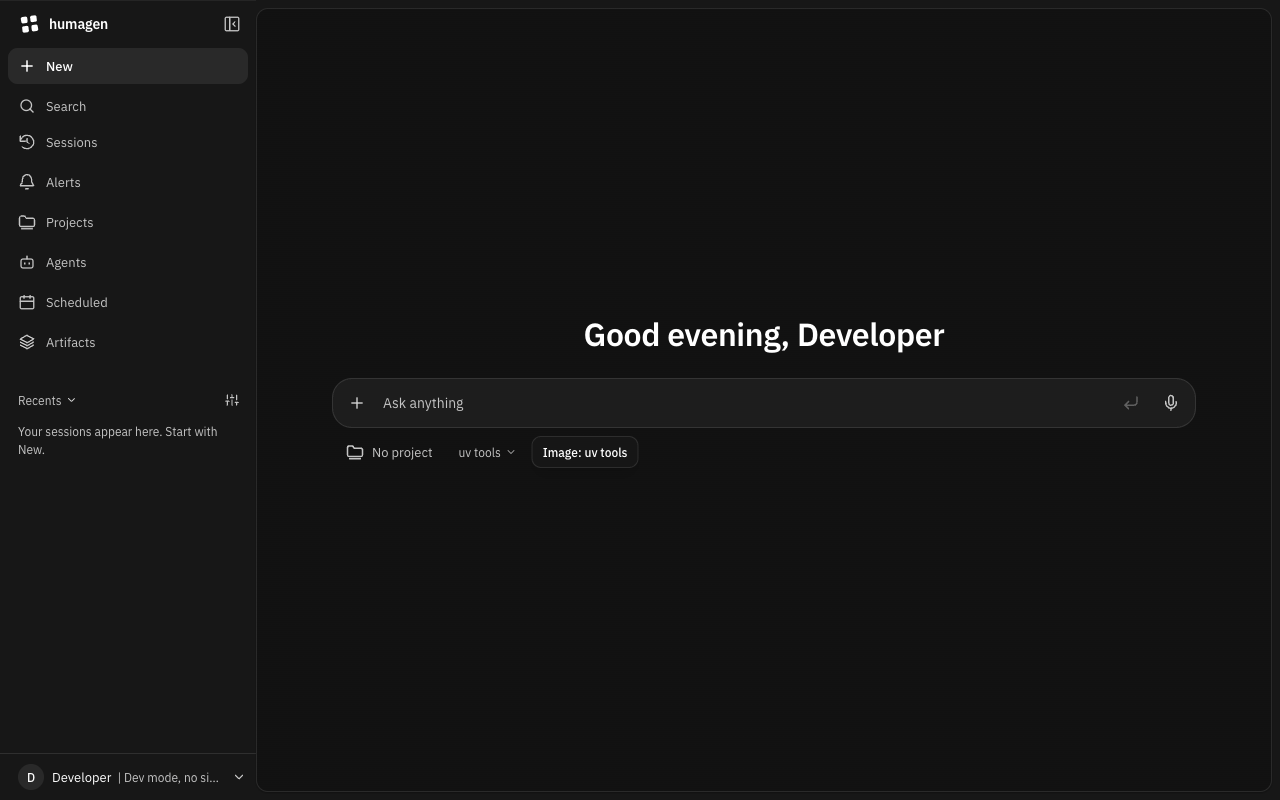 humagen
New
Search
Sessions
Alerts
Projects
Agents
Scheduled
Artifacts
Recents
Your sessions appear here. Start with
New.
D Developer | Dev mode, no si...
Good evening, Developer
Ask anything
No project uv tools Image: uv tools